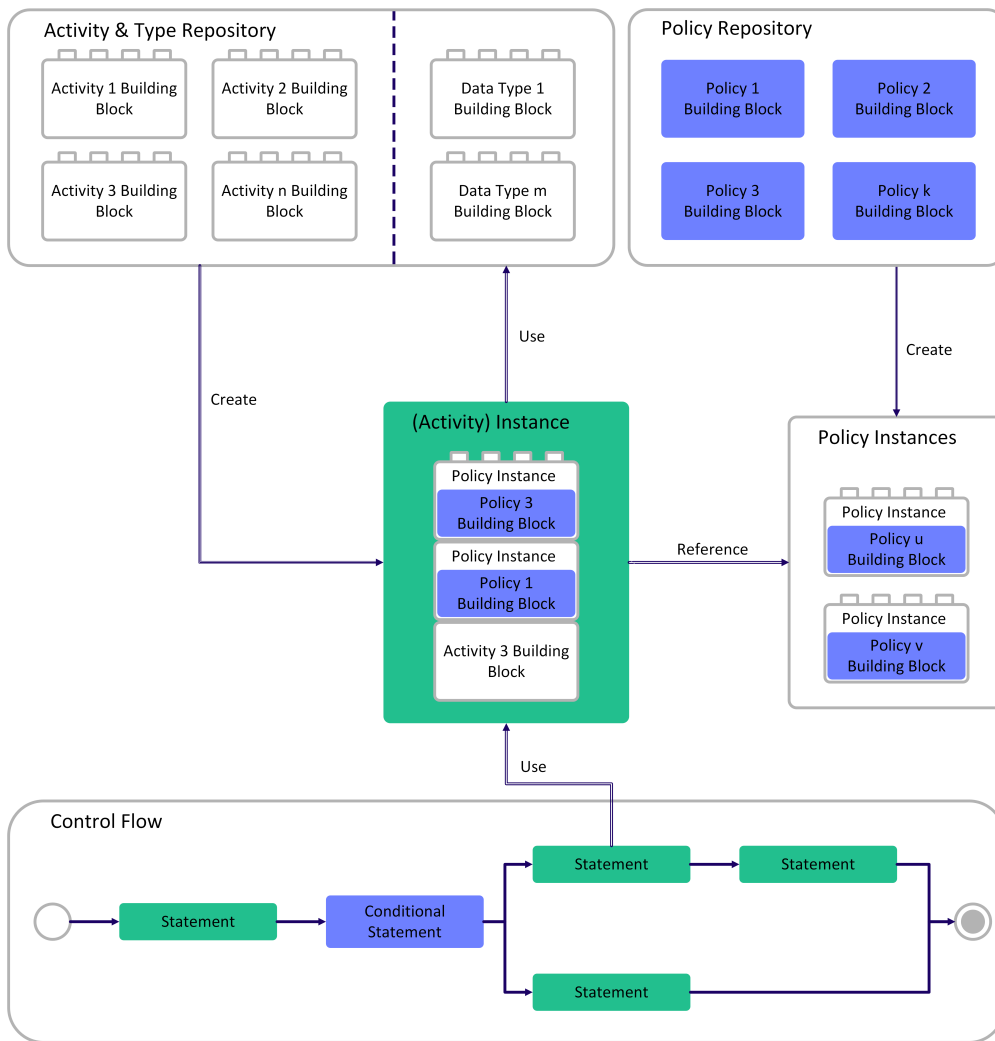 Activity & Type Repository
Activity 1 Building
Block
Activity 2 Building
Block
Data Type 1
Building Block
Activity 3 Building
Block
Activity n Building
Block
Data Type m
Building Block
Policy Repository
Policy 1
Building Block
Policy 2
Building Block
Policy 3
Building Block
Policy k
Building Block
Create
Use
Create
(Activity) Instance
Policy Instance
Policy 3
Building Block
Policy Instance
Policy 1
Building Block
Activity 3 Building
Block
Reference
Policy Instances
Policy Instance
Policy u
Building Block
Policy Instance
Policy v
Building Block
Use
Control Flow
Statement
Conditional
Statement
Statement
Statement
Statement